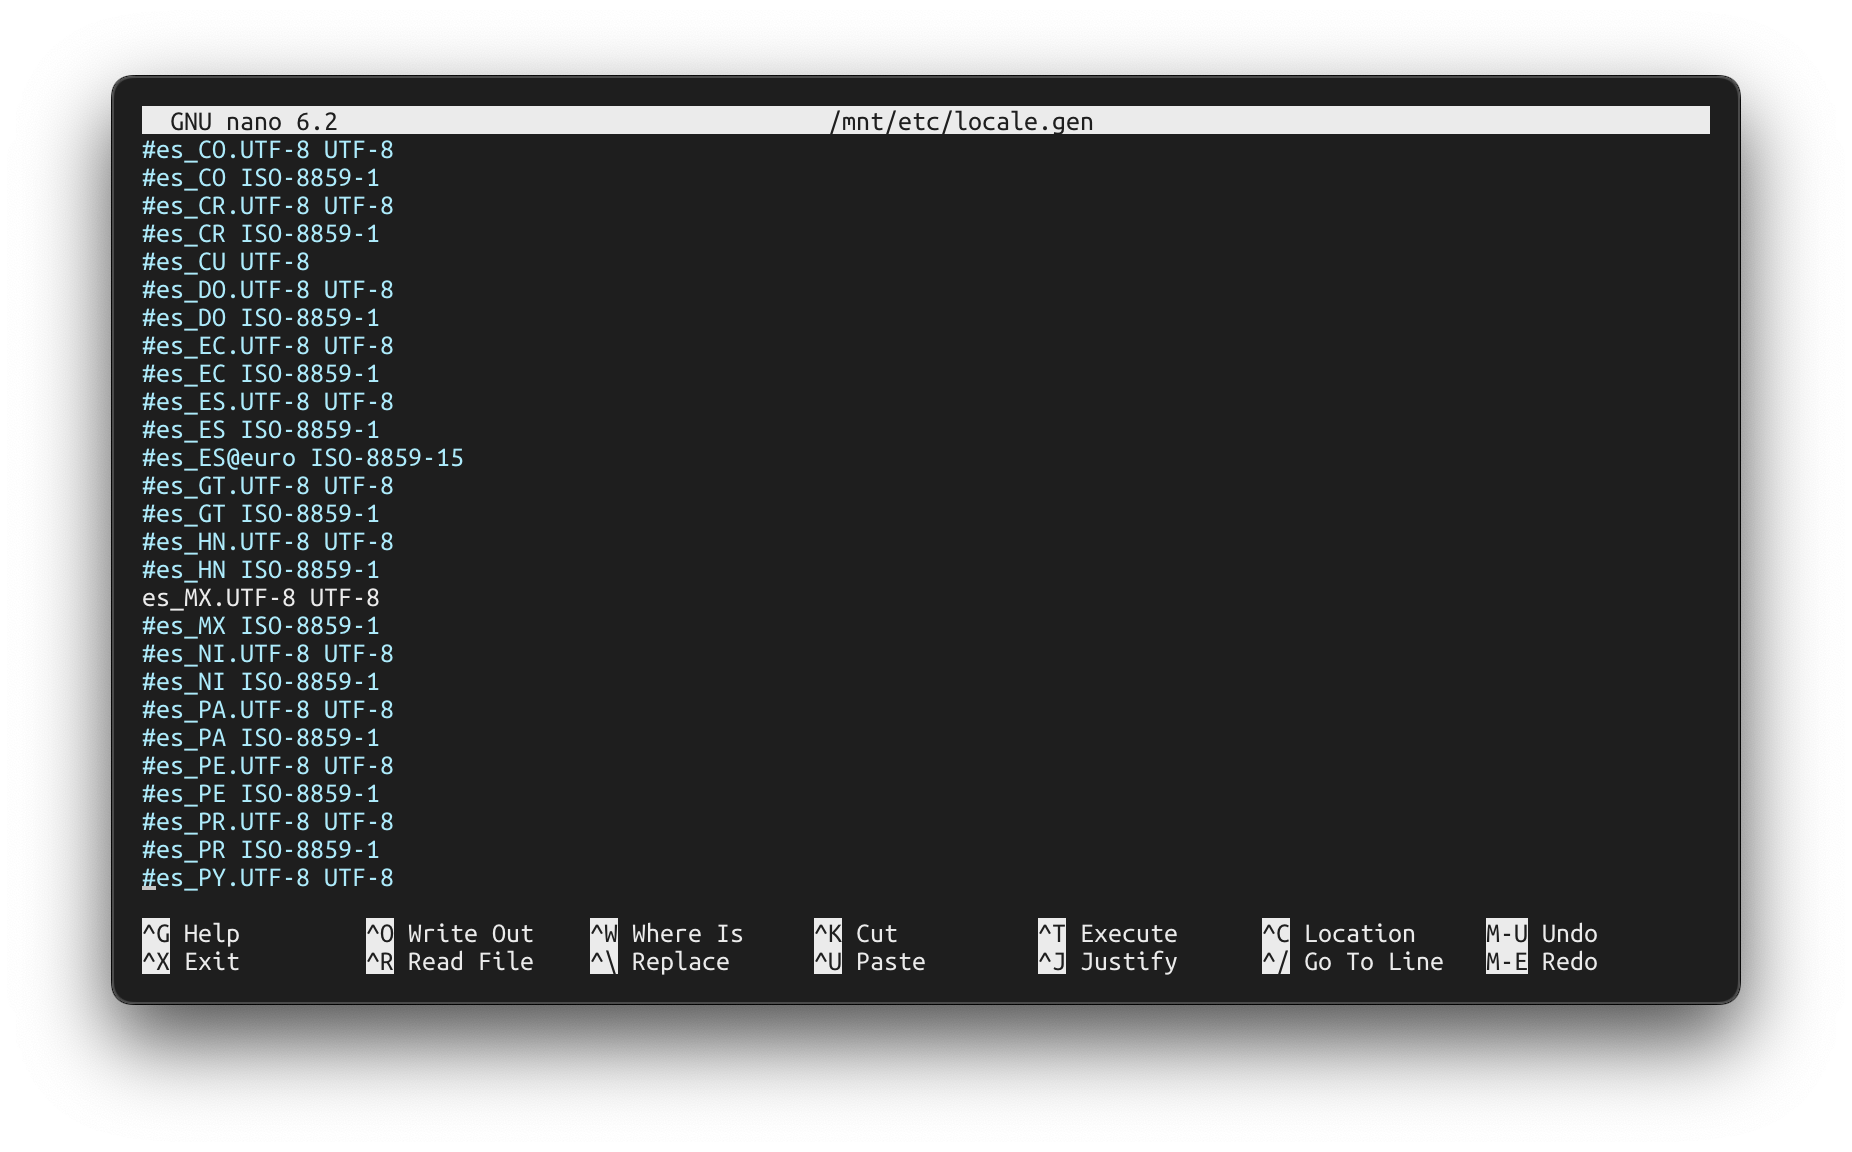 GNU nano 6.2 /mnt/etc/locale.gen
#es_CO.UTF-8 UTF-8
#es_CO ISO-8859-1
#es_CR.UTF-8 UTF-8
#es_CR ISO-8859-1
#es_CU UTF-8
#es_DO.UTF-8 UTF-8
#es_DO ISO-8859-1
#es_EC.UTF-8 UTF-8
#es_EC ISO-8859-1
#es_ES.UTF-8 UTF-8
#es_ES ISO-8859-1
#es_ES@euro ISO-8859-15
#es_GT.UTF-8 UTF-8
#es_GT ISO-8859-1
#es_HN.UTF-8 UTF-8
#es_HN ISO-8859-1
es_MX.UTF-8 UTF-8
#es_MX ISO-8859-1
#es_NI.UTF-8 UTF-8
#es_NI ISO-8859-1
#es_PA.UTF-8 UTF-8
#es_PA ISO-8859-1
#es_PE.UTF-8 UTF-8
#es_PE ISO-8859-1
#es_PR.UTF-8 UTF-8
#es_PR ISO-8859-1
#es_PY.UTF-8 UTF-8
^G Help ^O Write Out ^W Where Is ^K Cut ^T Execute ^C Location M-U Undo
^X Exit ^R Read File ^\ Replace ^U Paste ^J Justify ^/ Go To Line M-E Redo